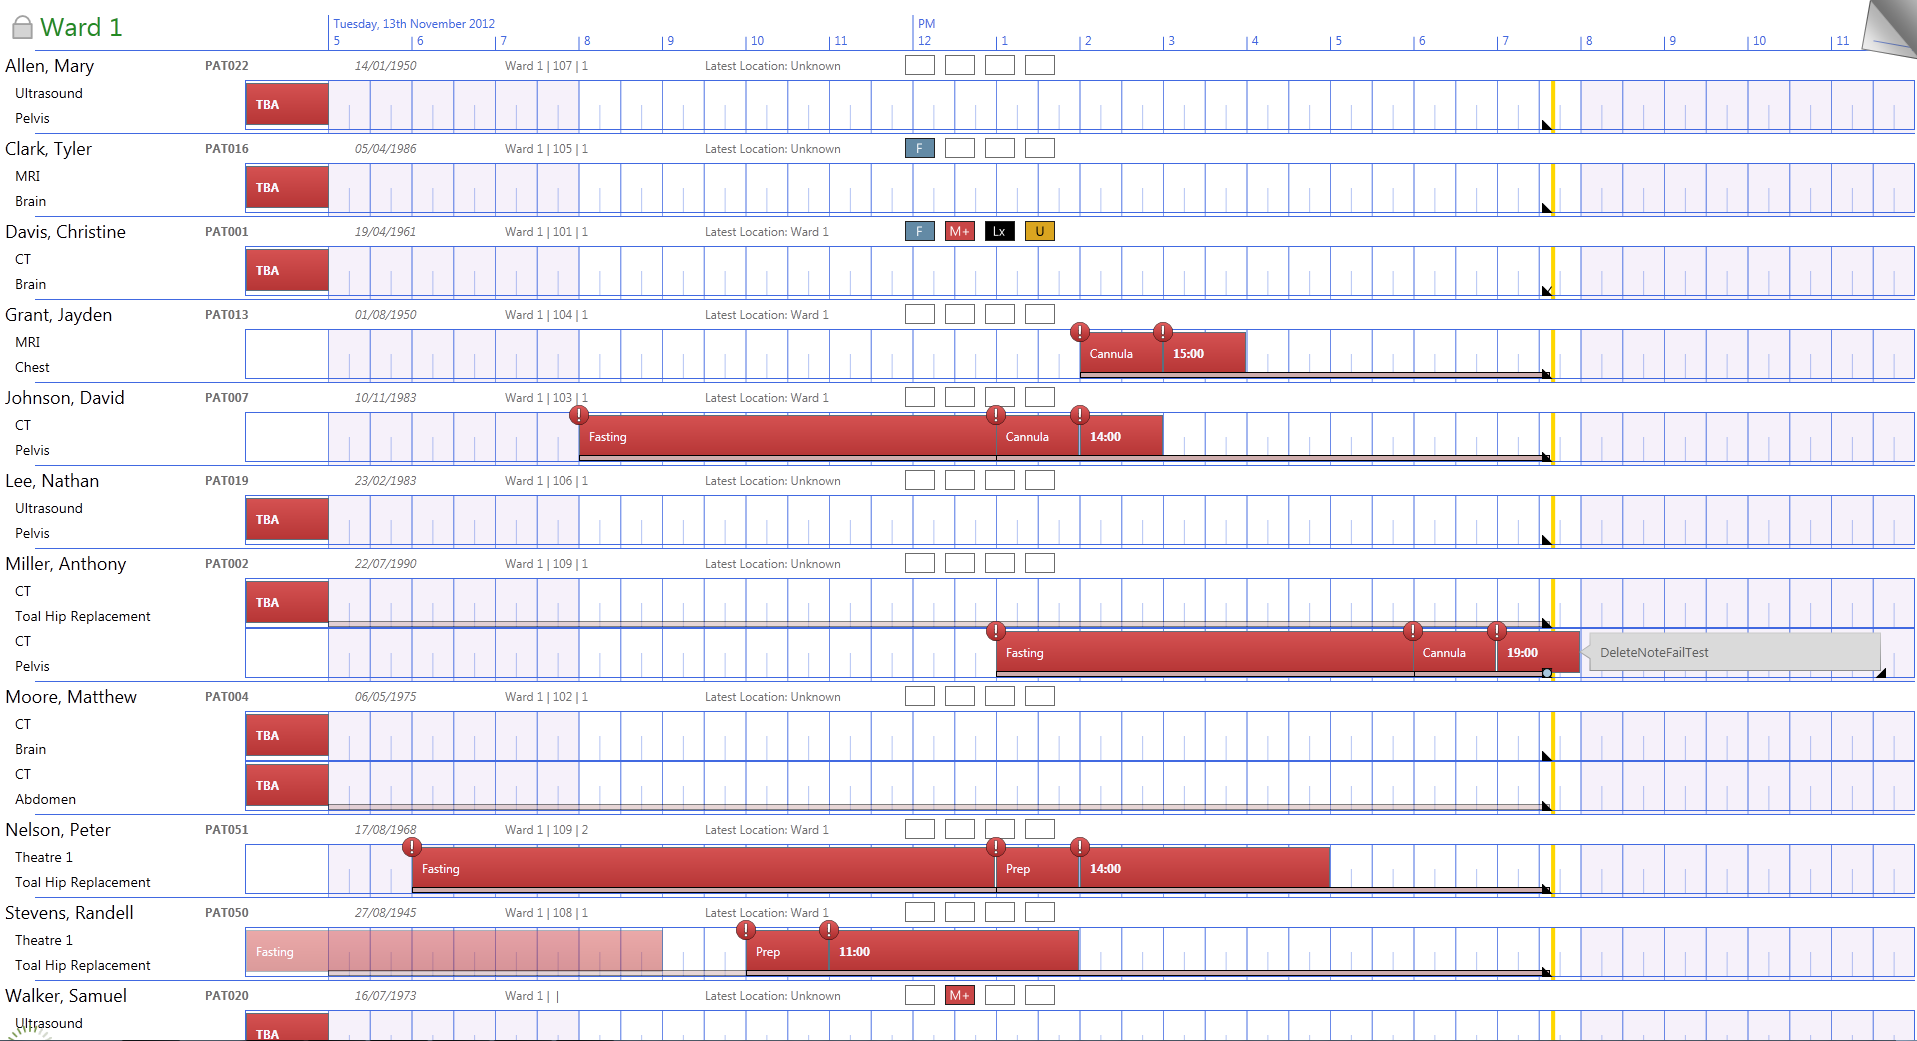 Ward 1
Tuesday, 13th November 2012 PM
5 6 7 8 9 10 11 12 1 2 3 4 5 6 7 8 9 10 11
Allen, Mary PAT022 14/01/1950 Ward 1 | 107 | 1 Latest Location: Unknown
Ultrasound
TBA
Pelvis
Clark, Tyler PAT016 05/04/1986 Ward 1 | 105 | 1 Latest Location: Unknown F
MRI
TBA
Brain
Davis, Christine PAT001 19/04/1961 Ward 1 | 101 | 1 Latest Location: Ward 1 F M+ Lx U
CT
TBA
Brain
Grant, Jayden PAT013 01/08/1950 Ward 1 | 104 | 1 Latest Location: Ward 1
! !
MRI
Cannula 15:00
Chest
Johnson, David PAT007 10/11/1983 Ward 1 | 103 | 1 Latest Location: Ward 1
! ! !
CT
Fasting Cannula 14:00
Pelvis
Lee, Nathan PAT019 23/02/1983 Ward 1 | 106 | 1 Latest Location: Unknown
Ultrasound
TBA
Pelvis
Miller, Anthony PAT002 22/07/1990 Ward 1 | 109 | 1 Latest Location: Unknown
CT
TBA
Toal Hip Replacement
! ! !
CT
Fasting Cannula 19:00 DeleteNoteFailTest
Pelvis
Moore, Matthew PAT004 06/05/1975 Ward 1 | 102 | 1 Latest Location: Unknown
CT
TBA
Brain
CT
TBA
Abdomen
Nelson, Peter PAT051 17/08/1968 Ward 1 | 109 | 2 Latest Location: Ward 1
! ! !
Theatre 1
Fasting Prep 14:00
Toal Hip Replacement
Stevens, Randell PAT050 27/08/1945 Ward 1 | 108 | 1 Latest Location: Ward 1
! !
Theatre 1
Fasting Prep 11:00
Toal Hip Replacement
Walker, Samuel PAT020 16/07/1973 Ward 1 | | Latest Location: Unknown M+
Ultrasound
TBA